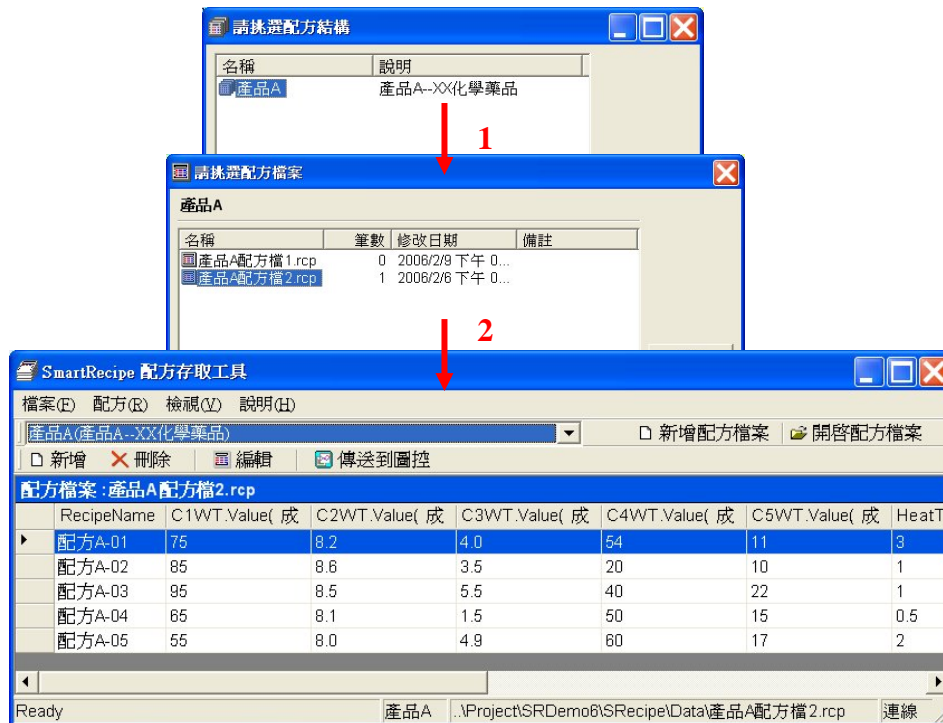 請挑選配方結構
名稱 說明
產品A 產品A--XX化學藥品
1
請挑選配方檔案
產品A
名稱 筆數 修改日期 備註
產品A配方檔1.rcp 0 2006/2/9 下午 0...
產品A配方檔2.rcp 1 2006/2/6 下午 0...
2
SmartRecipe 配方存取工具
檔案(F) 配方(R) 檢視(V) 說明(H)
產品A(產品A--XX化學藥品) 新增配方檔案 開啓配方檔案
新增 刪除 編輯 傳送到圖控
配方檔案 :產品A配方檔2.rcp
RecipeName C1WT.Value( 成 C2WT.Value( 成 C3WT.Value( 成 C4WT.Value( 成 C5WT.Value( 成 HeatT
配方A-01 75 8.2 4.0 54 11 3
配方A-02 85 8.6 3.5 20 10 1
配方A-03 95 8.5 5.5 40 22 1
配方A-04 65 8.1 1.5 50 15 0.5
配方A-05 55 8.0 4.9 60 17 2
Ready 產品A ..\Project\SRDemo6\SRecipe\Data\產品A配方檔2.rcp 連線